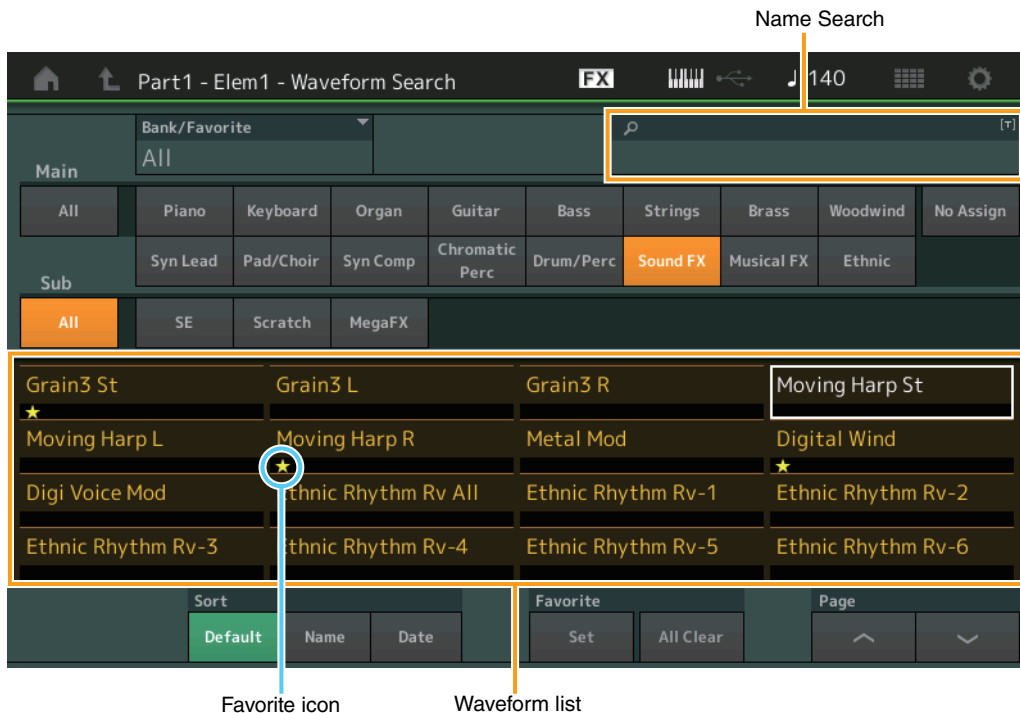 Name Search
Part1 - Elem1 - Waveform Search FX ♩ 140
Bank/Favorite [T]
All
Main
All Piano Keyboard Organ Guitar Bass Strings Brass Woodwind No Assign
Syn Lead Pad/Choir Syn Comp Chromatic Perc Drum/Perc Sound FX Musical FX Ethnic
Sub
All SE Scratch MegaFX
Grain3 St Grain3 L Grain3 R Moving Harp St
Moving Harp L Moving Harp R Metal Mod Digital Wind
Digi Voice Mod Ethnic Rhythm Rv All Ethnic Rhythm Rv-1 Ethnic Rhythm Rv-2
Ethnic Rhythm Rv-3 Ethnic Rhythm Rv-4 Ethnic Rhythm Rv-5 Ethnic Rhythm Rv-6
Sort Favorite Page
Default Name Date Set All Clear
Favorite icon Waveform list